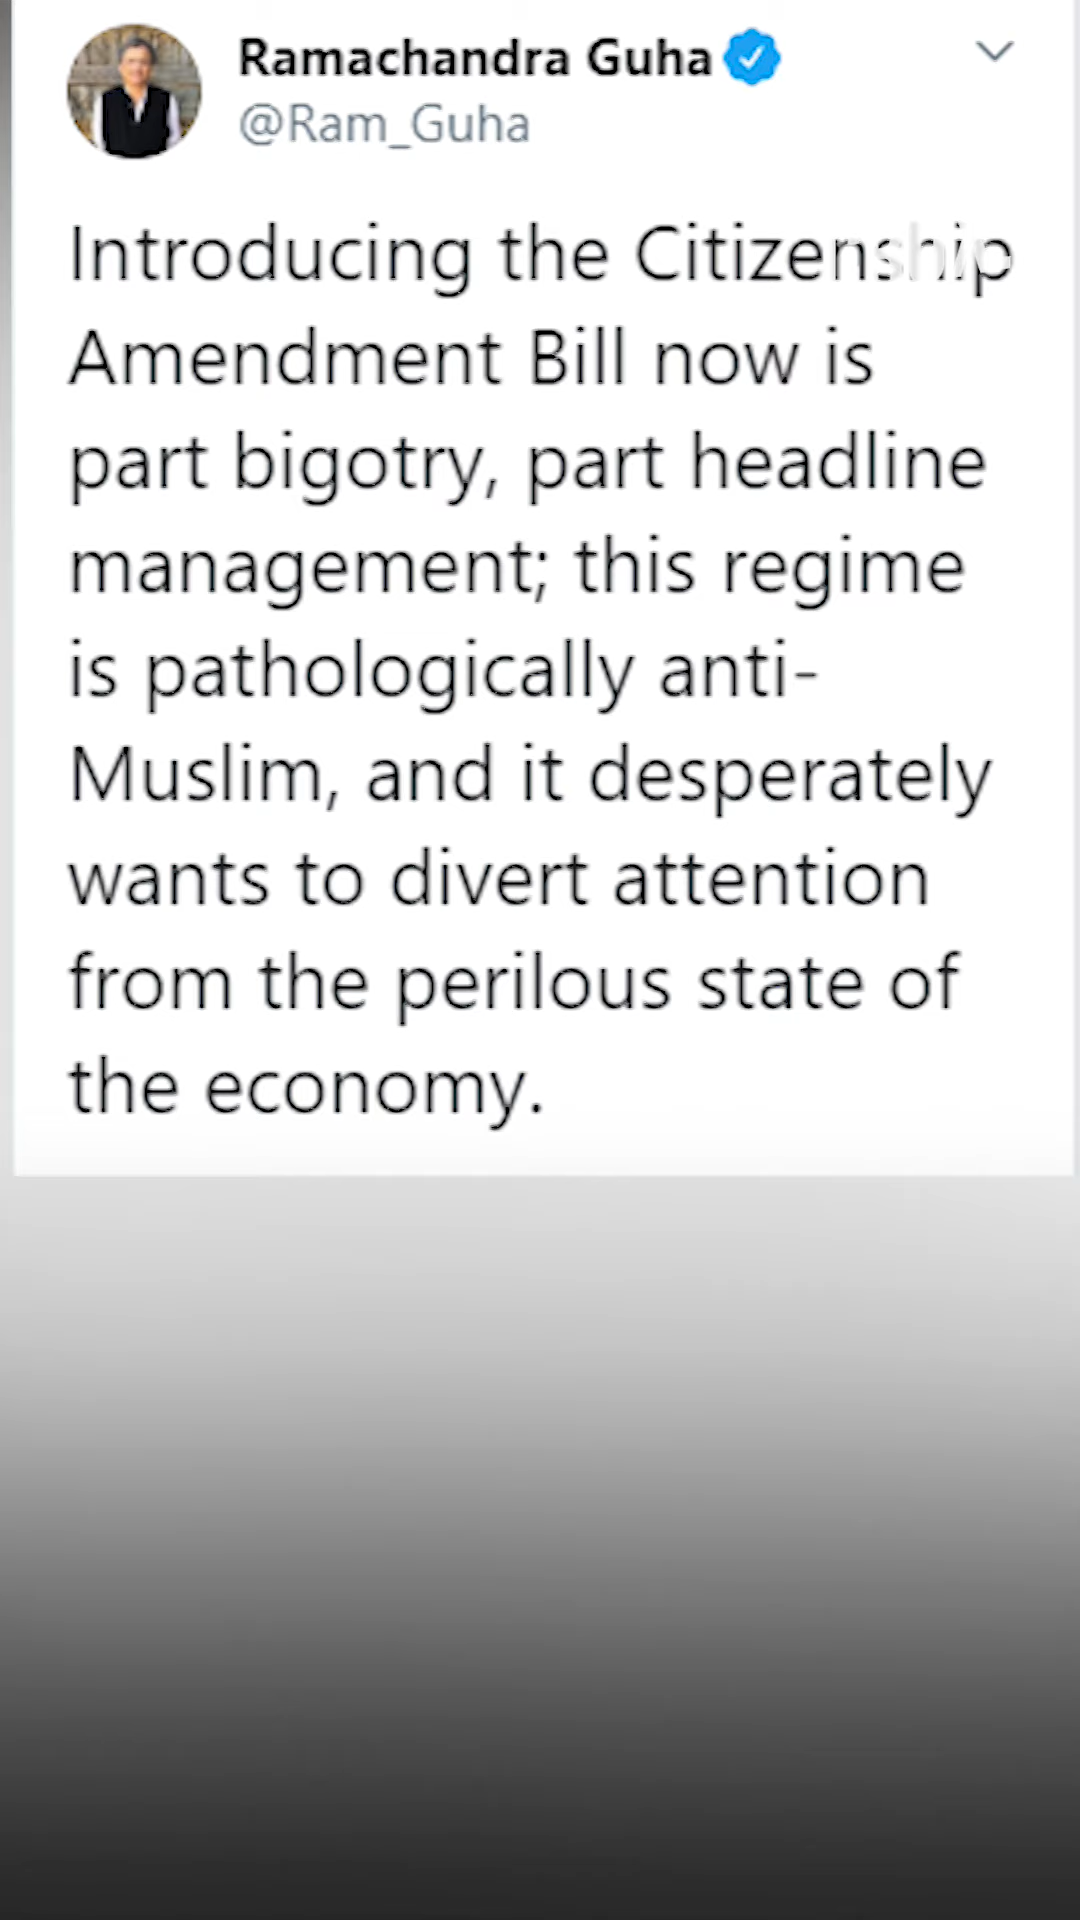 Ramachandra Guha
@Ram_Guha
Introducing the Citizenship
Amendment Bill now is
part bigotry, part headline
management; this regime
is pathologically anti-
Muslim, and it desperately
wants to divert attention
from the perilous state of
the economy.